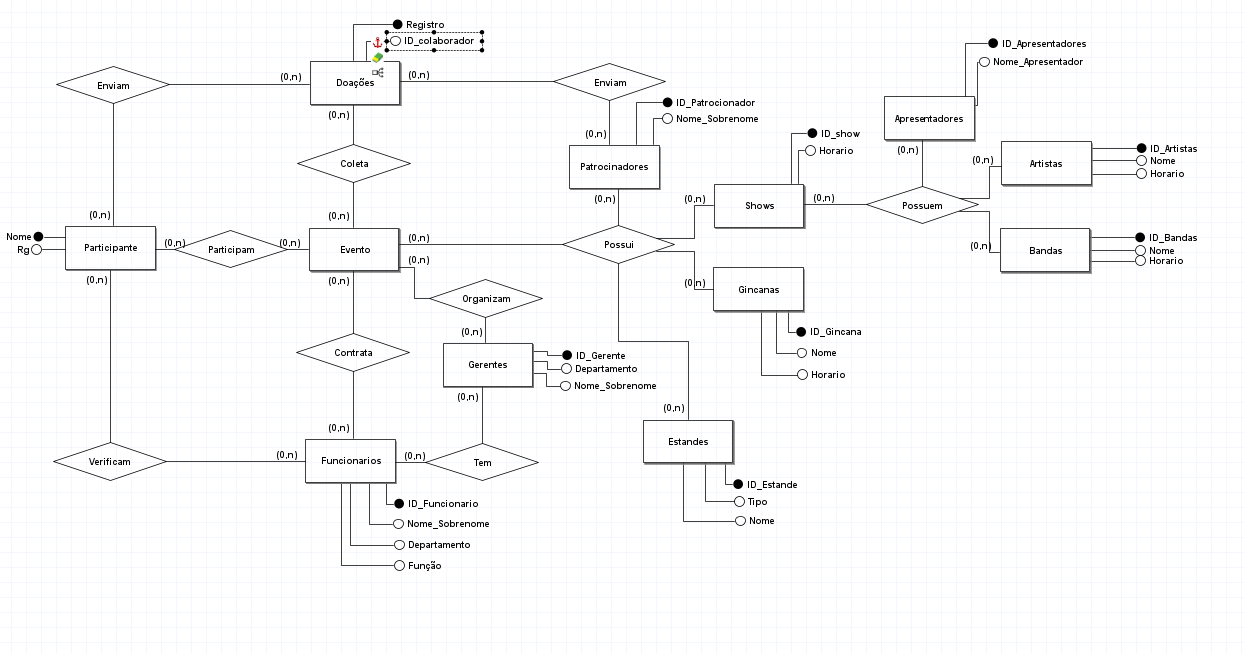 Registro
ID_colaborador
ID_Apresentadores
Nome_Apresentador
Enviam
(0,n)
Doações
(0,n)
Enviam
ID_Patrocionador
Nome_Sobrenome
(0,n)
(0,n)
Apresentadores
ID_show
Horario
(0,n)
Coleta
Patrocinadores
(0,n)
(0,n)
Artistas
ID_Artistas
Nome
Horario
(0,n)
(0,n)
(0,n)
Shows
(0,n)
Possuem
Nome
Rg
Participante
(0,n)
Participam
(0,n)
Evento
(0,n)
(0,n)
Possui
(0,n)
Bandas
ID_Bandas
Nome
Horario
(0,n)
(0,n)
(0,n)
Gincanas
Organizam
(0,n)
ID_Gincana
Nome
Horario
Contrata
Gerentes
ID_Gerente
Departamento
Nome_Sobrenome
(0,n)
(0,n)
(0,n)
Estandes
Verificam
(0,n)
Funcionarios
(0,n)
Tem
ID_Estande
Tipo
Nome
ID_Funcionario
Nome_Sobrenome
Departamento
Função